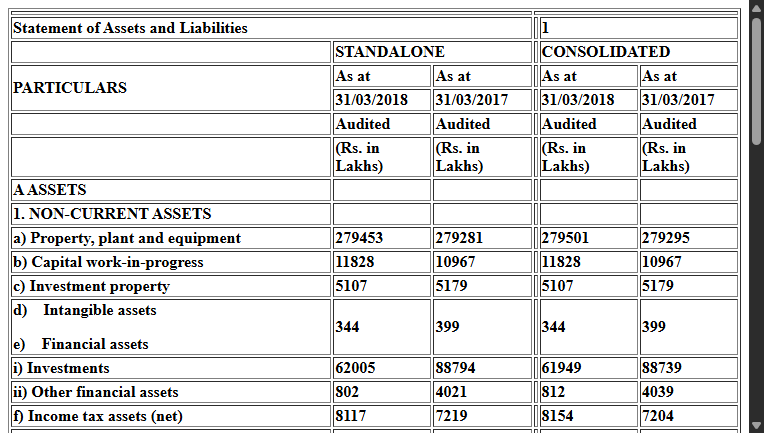 Statement of Assets and Liabilities 1
STANDALONE CONSOLIDATED
PARTICULARS
As at As at As at As at
31/03/2018 31/03/2017 31/03/2018 31/03/2017
Audited Audited Audited Audited
(Rs. in (Rs. in (Rs. in (Rs. in
Lakhs) Lakhs) Lakhs) Lakhs)
A ASSETS
1. NON-CURRENT ASSETS
a) Property, plant and equipment 279453 279281 279501 279295
b) Capital work-in-progress 11828 10967 11828 10967
c) Investment property 5107 5179 5107 5179
d) Intangible assets
344 399 344 399
e) Financial assets
i) Investments 62005 88794 61949 88739
ii) Other financial assets 802 4021 812 4039
f) Income tax assets (net) 8117 7219 8154 7204